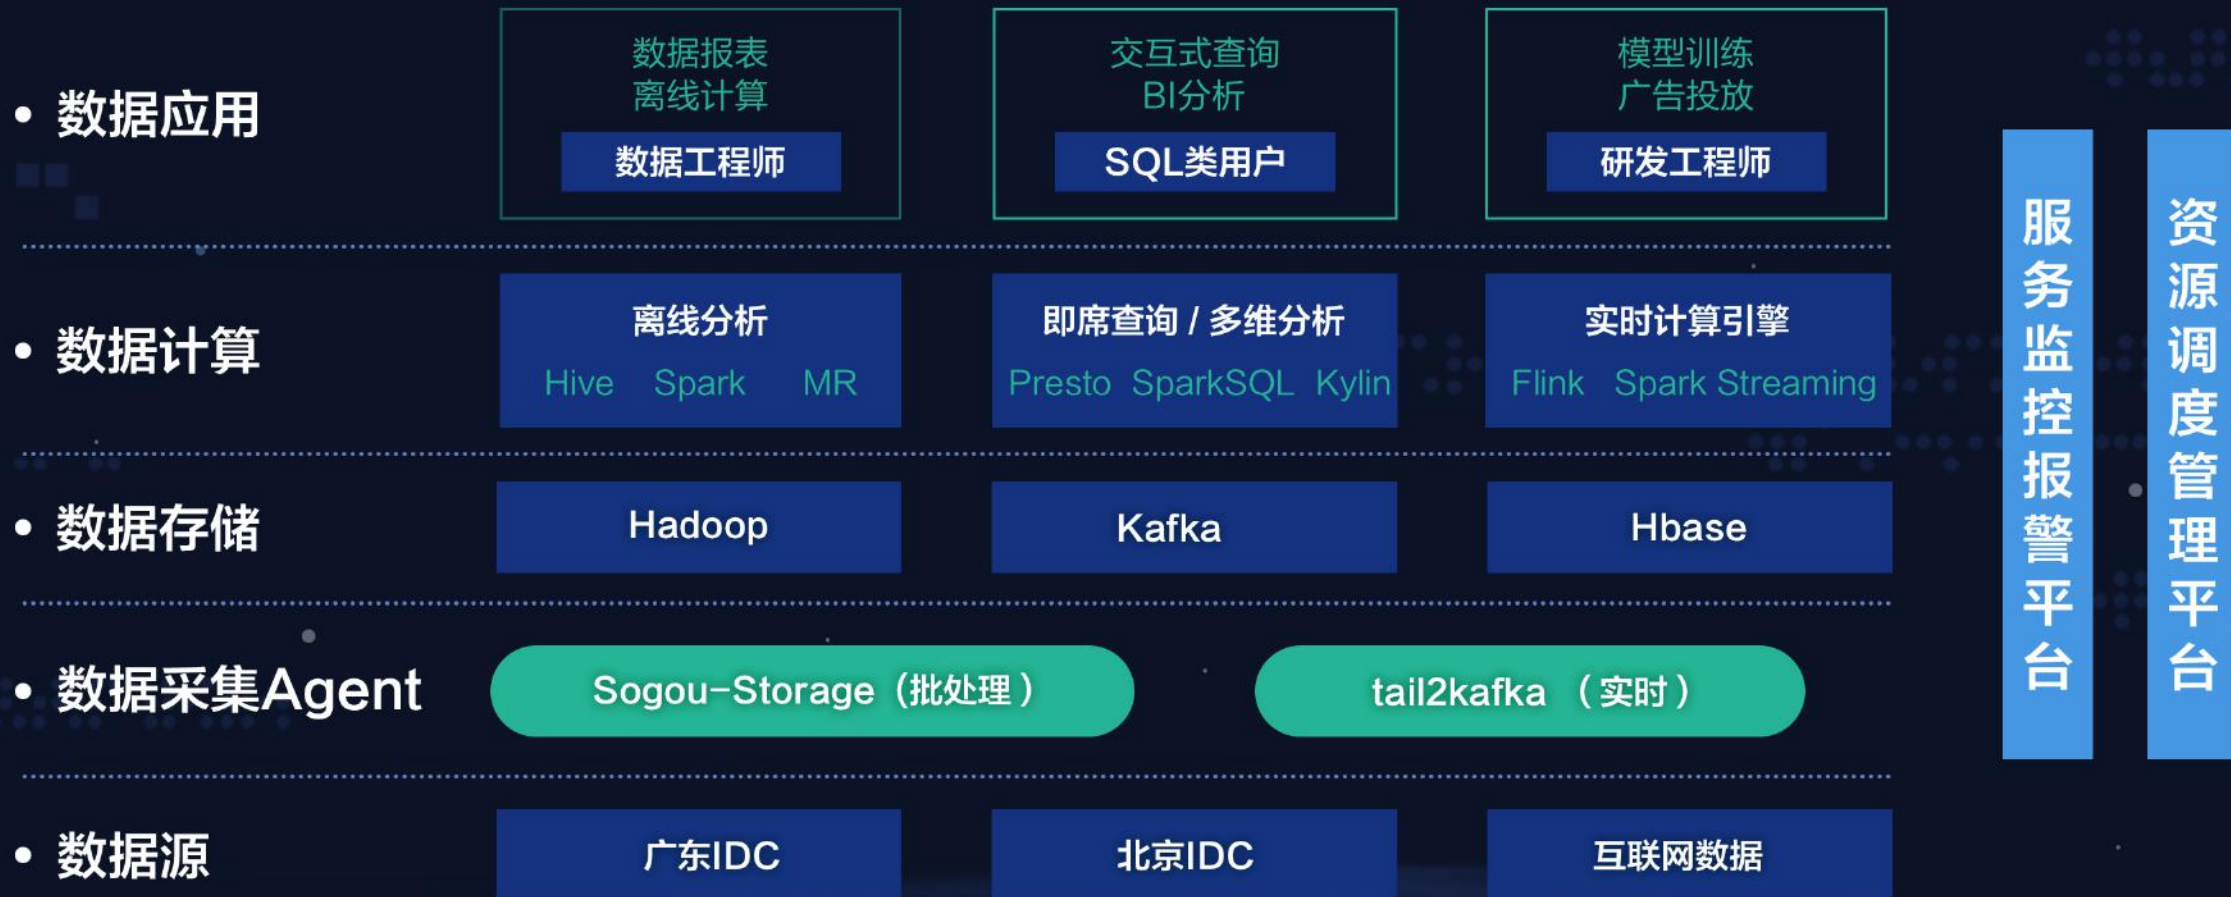 • 数据应用
数据报表
离线计算
数据工程师
交互式查询
BI分析
SQL类用户
模型训练
广告投放
研发工程师
• 数据计算
离线分析
Hive Spark MR
即席查询 / 多维分析
Presto SparkSQL Kylin
实时计算引擎
Flink Spark Streaming
• 数据存储
Hadoop
Kafka
Hbase
• 数据采集Agent
Sogou-Storage（批处理）
tail2kafka （实时）
• 数据源
广东IDC
北京IDC
互联网数据
服务监控报警平台
资源调度管理平台